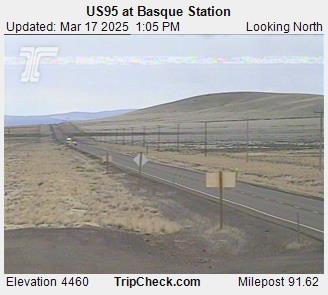 US95 at Basque Station
Updated: Mar 17 2025 1:05 PM Looking North
Elevation 4460 TripCheck.com Milepost 91.62